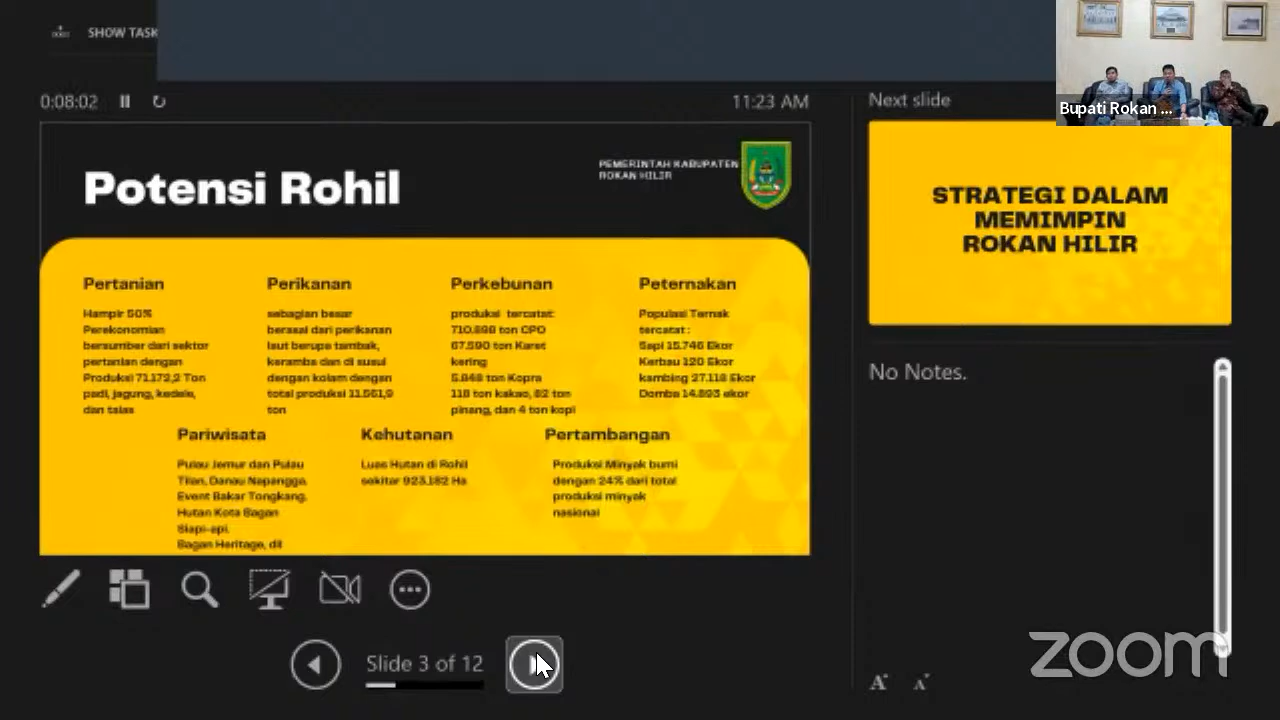 SHOW TASK
0:08:02
11:23 AM
Next slide
Bupati Rokan ...
Potensi Rohil
PEMERINTAH KABUPATEN
ROKAN HILIR
STRATEGI DALAM
MEMIMPIN
ROKAN HILIR
Pertanian
Hampir 50%
Perekonomian
bersumber dari sektor
pertanian dengan
Produksi 71.172,2 Ton
padi, jagung, kedele,
dan talas
Perikanan
sebagian besar
berasal dari perikanan
laut berupa tambak,
keramba dan di susul
dengan kolam dengan
total produksi 11.561,9
ton
Perkebunan
produksi tercatat:
710.898 ton CPO
67.590 ton Karet
kering
5.848 ton Kopra
118 ton kakao, 82 ton
pinang, dan 4 ton kopi
Peternakan
Populasi Ternak
tercatat :
Sapi 15.746 Ekor
Kerbau 120 Ekor
kambing 27.118 Ekor
Domba 14.893 ekor
Pariwisata
Pulau Jemur dan Pulau
Tilan, Danau Napangga,
Event Bakar Tongkang,
Hutan Kota Bagan
Siapi-api,
Bagan Heritage, dll
Kehutanan
Luas Hutan di Rohil
sekitar 923.182 Ha
Pertambangan
Produksi Minyak bumi
dengan 24% dari total
produksi minyak
nasional
No Notes.
Slide 3 of 12
zoom
A A